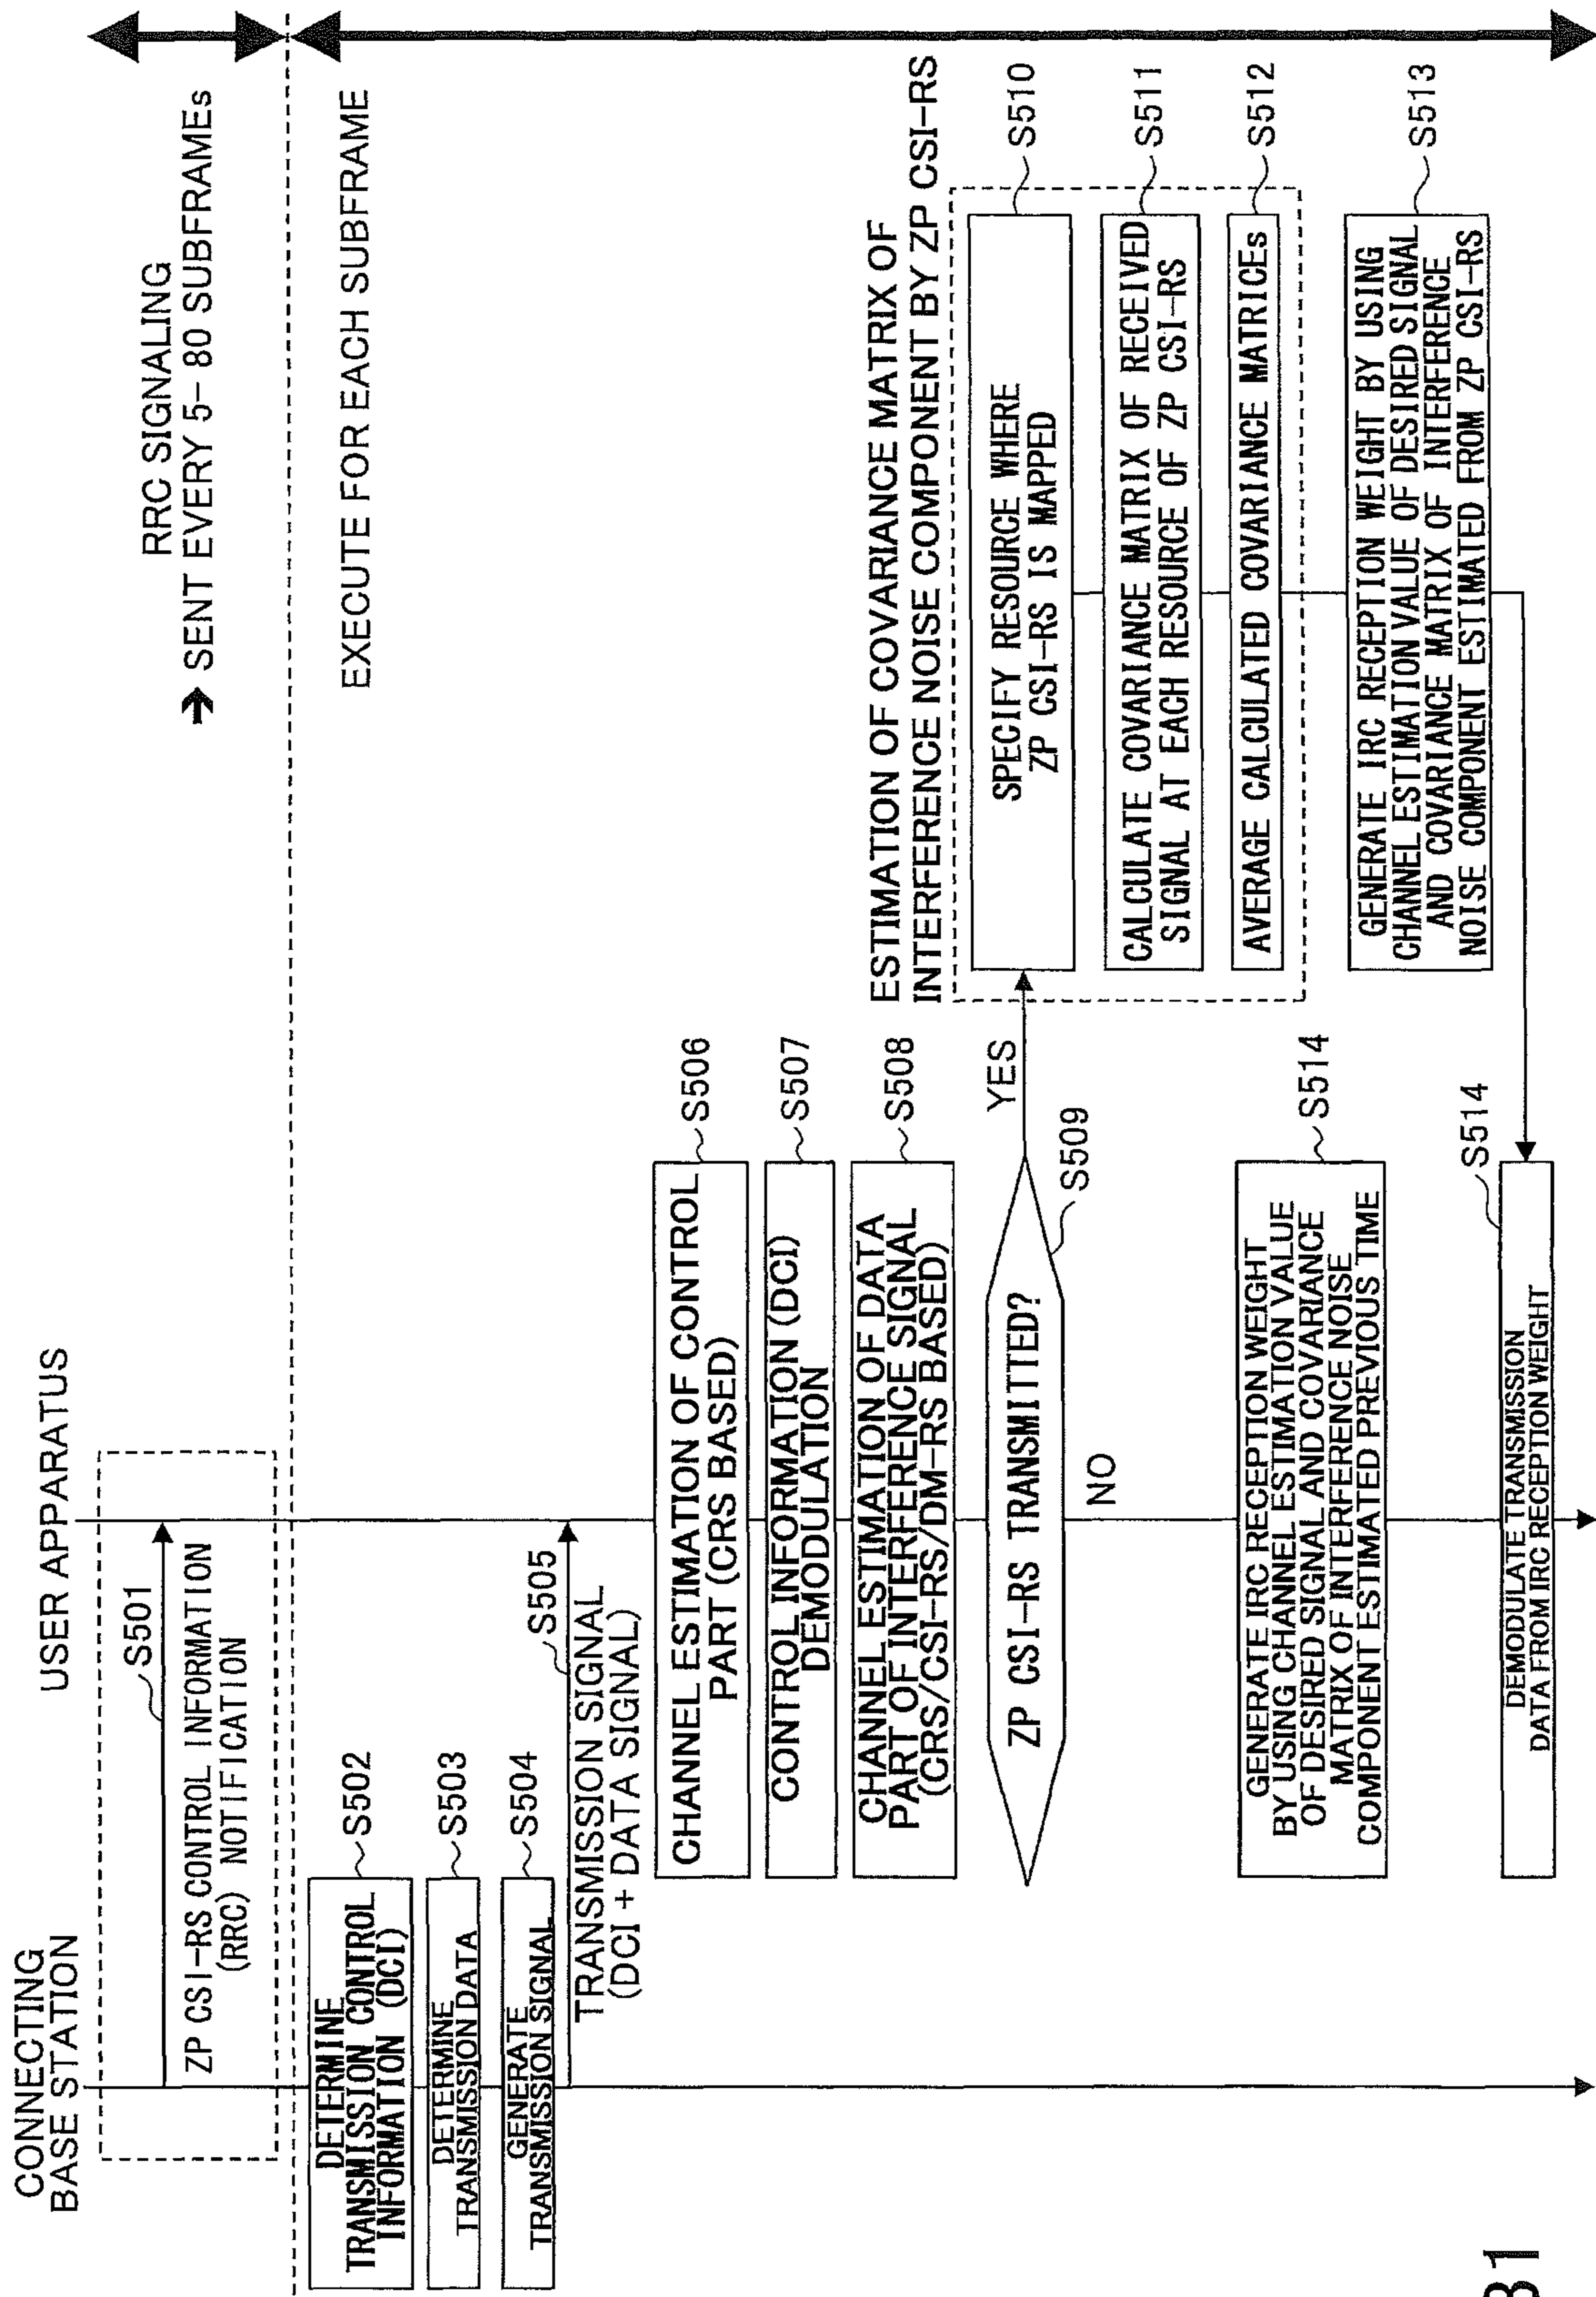 CONNECTING
BASE STATION
USER APPARATUS
RRC SIGNALING
➔ SENT EVERY 5-80 SUBFRAMEs
S501
ZP CSI-RS CONTROL INFORMATION
(RRC) NOTIFICATION
EXECUTE FOR EACH SUBFRAME
DETERMINE
TRANSMISSION CONTROL
INFORMATION (DCI)
S502
DETERMINE
TRANSMISSION DATA
S503
GENERATE
TRANSMISSION SIGNAL
S504
S505
TRANSMISSION SIGNAL
(DCI + DATA SIGNAL)
CHANNEL ESTIMATION OF CONTROL
PART (CRS BASED)
S506
CONTROL INFORMATION (DCI)
DEMODULATION
S507
CHANNEL ESTIMATION OF DATA
PART OF INTERFERENCE SIGNAL
(CRS/CSI-RS/DM-RS BASED)
S508
ZP CSI-RS TRANSMITTED?
S509
YES
NO
ESTIMATION OF COVARIANCE MATRIX OF
INTERFERENCE NOISE COMPONENT BY ZP CSI-RS
SPECIFY RESOURCE WHERE
ZP CSI-RS IS MAPPED
S510
CALCULATE COVARIANCE MATRIX OF RECEIVED
SIGNAL AT EACH RESOURCE OF ZP CSI-RS
S511
AVERAGE CALCULATED COVARIANCE MATRICEs
S512
GENERATE IRC RECEPTION WEIGHT BY USING
CHANNEL ESTIMATION VALUE OF DESIRED SIGNAL
AND COVARIANCE MATRIX OF INTERFERENCE
NOISE COMPONENT ESTIMATED FROM ZP CSI-RS
S513
GENERATE IRC RECEPTION WEIGHT
BY USING CHANNEL ESTIMATION VALUE
OF DESIRED SIGNAL AND COVARIANCE
MATRIX OF INTERFERENCE NOISE
COMPONENT ESTIMATED PREVIOUS TIME
S514
DEMODULATE TRANSMISSION
DATA FROM IRC RECEPTION WEIGHT
S514
31